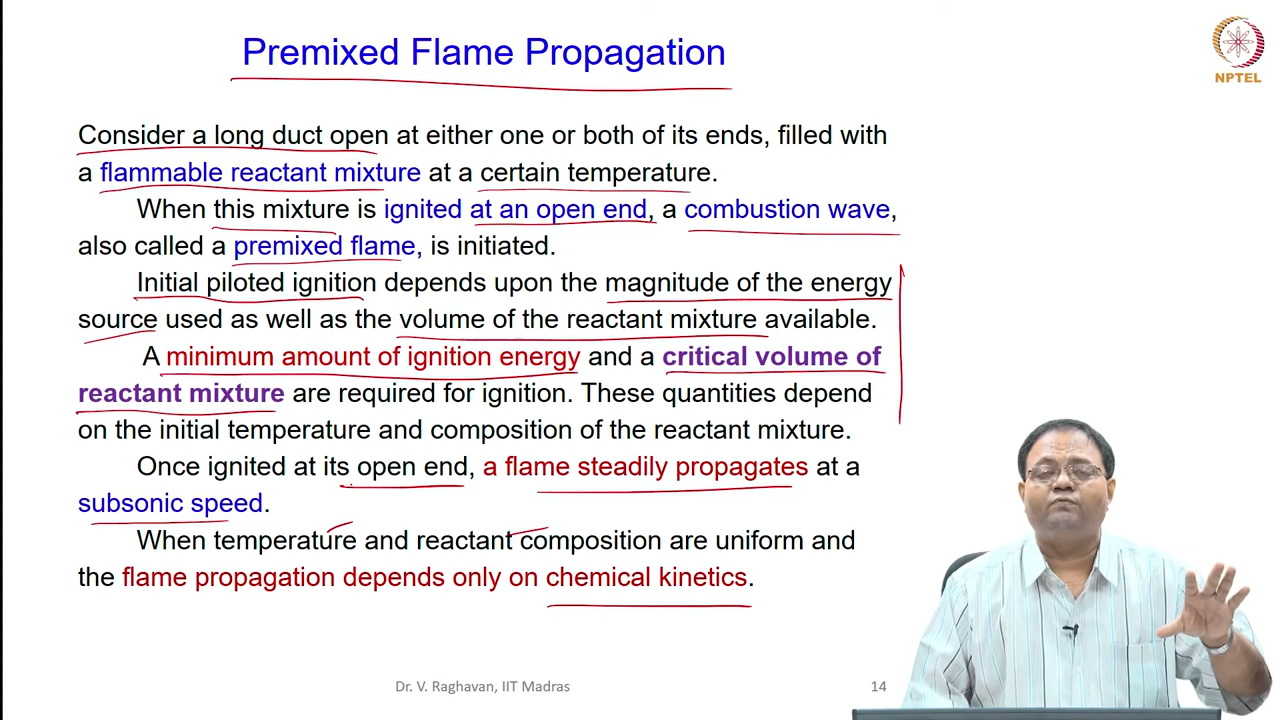 Premixed Flame Propagation
NPTEL
Consider a long duct open at either one or both of its ends, filled with
a flammable reactant mixture at a certain temperature.
When this mixture is ignited at an open end, a combustion wave,
also called a premixed flame, is initiated.
Initial piloted ignition depends upon the magnitude of the energy
source used as well as the volume of the reactant mixture available.
A minimum amount of ignition energy and a critical volume of
reactant mixture are required for ignition. These quantities depend
on the initial temperature and composition of the reactant mixture.
Once ignited at its open end, a flame steadily propagates at a
subsonic speed.
When temperature and reactant composition are uniform and
the flame propagation depends only on chemical kinetics.
Dr. V. Raghavan, IIT Madras
14